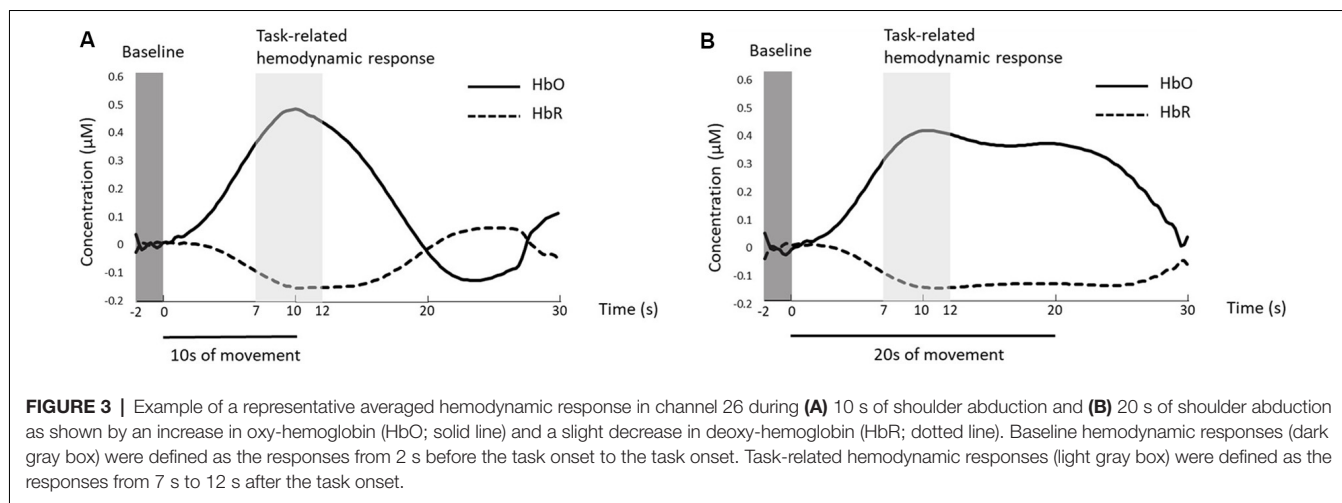 A
Baseline
Task-related
hemodynamic response
HbO
HbR
Concentration (µM)
0.6
0.5
0.4
0.3
0.2
0.1
0
-0.1
-0.2
-2 0 7 10 12 20 30 Time (s)
10s of movement
B
Baseline
Task-related
hemodynamic response
HbO
HbR
Concentration (µM)
0.6
0.5
0.4
0.3
0.2
0.1
0
-0.1
-0.2
-2 0 7 10 12 20 30 Time (s)
20s of movement
FIGURE 3 | Example of a representative averaged hemodynamic response in channel 26 during (A) 10 s of shoulder abduction and (B) 20 s of shoulder abduction
as shown by an increase in oxy-hemoglobin (HbO; solid line) and a slight decrease in deoxy-hemoglobin (HbR; dotted line). Baseline hemodynamic responses (dark
gray box) were defined as the responses from 2 s before the task onset to the task onset. Task-related hemodynamic responses (light gray box) were defined as the
responses from 7 s to 12 s after the task onset.